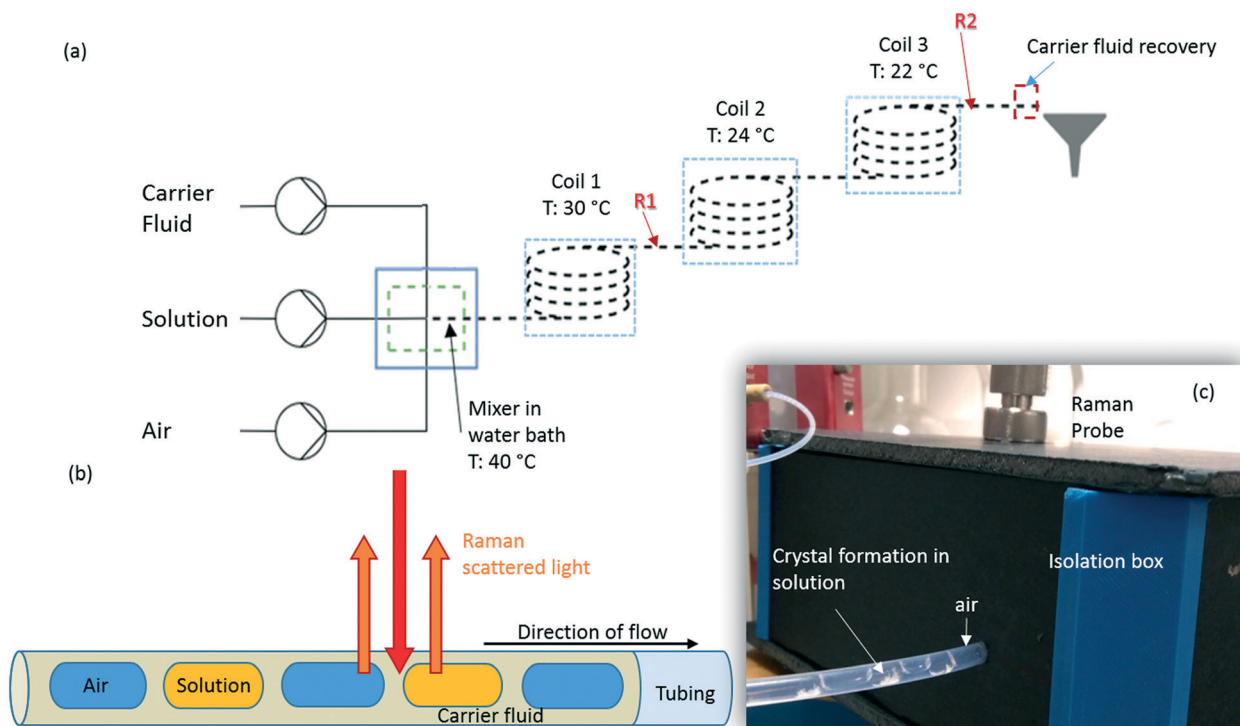 (a)
Carrier
Fluid
Solution
Air
Mixer in
water bath
T: 40 °C
Coil 1
T: 30 °C
R1
Coil 2
T: 24 °C
Coil 3
T: 22 °C
R2
Carrier fluid recovery
(b)
Raman
scattered light
Direction of flow
Air
Solution
Carrier fluid
Tubing
(c)
Raman
Probe
Crystal formation in
solution
air
Isolation box